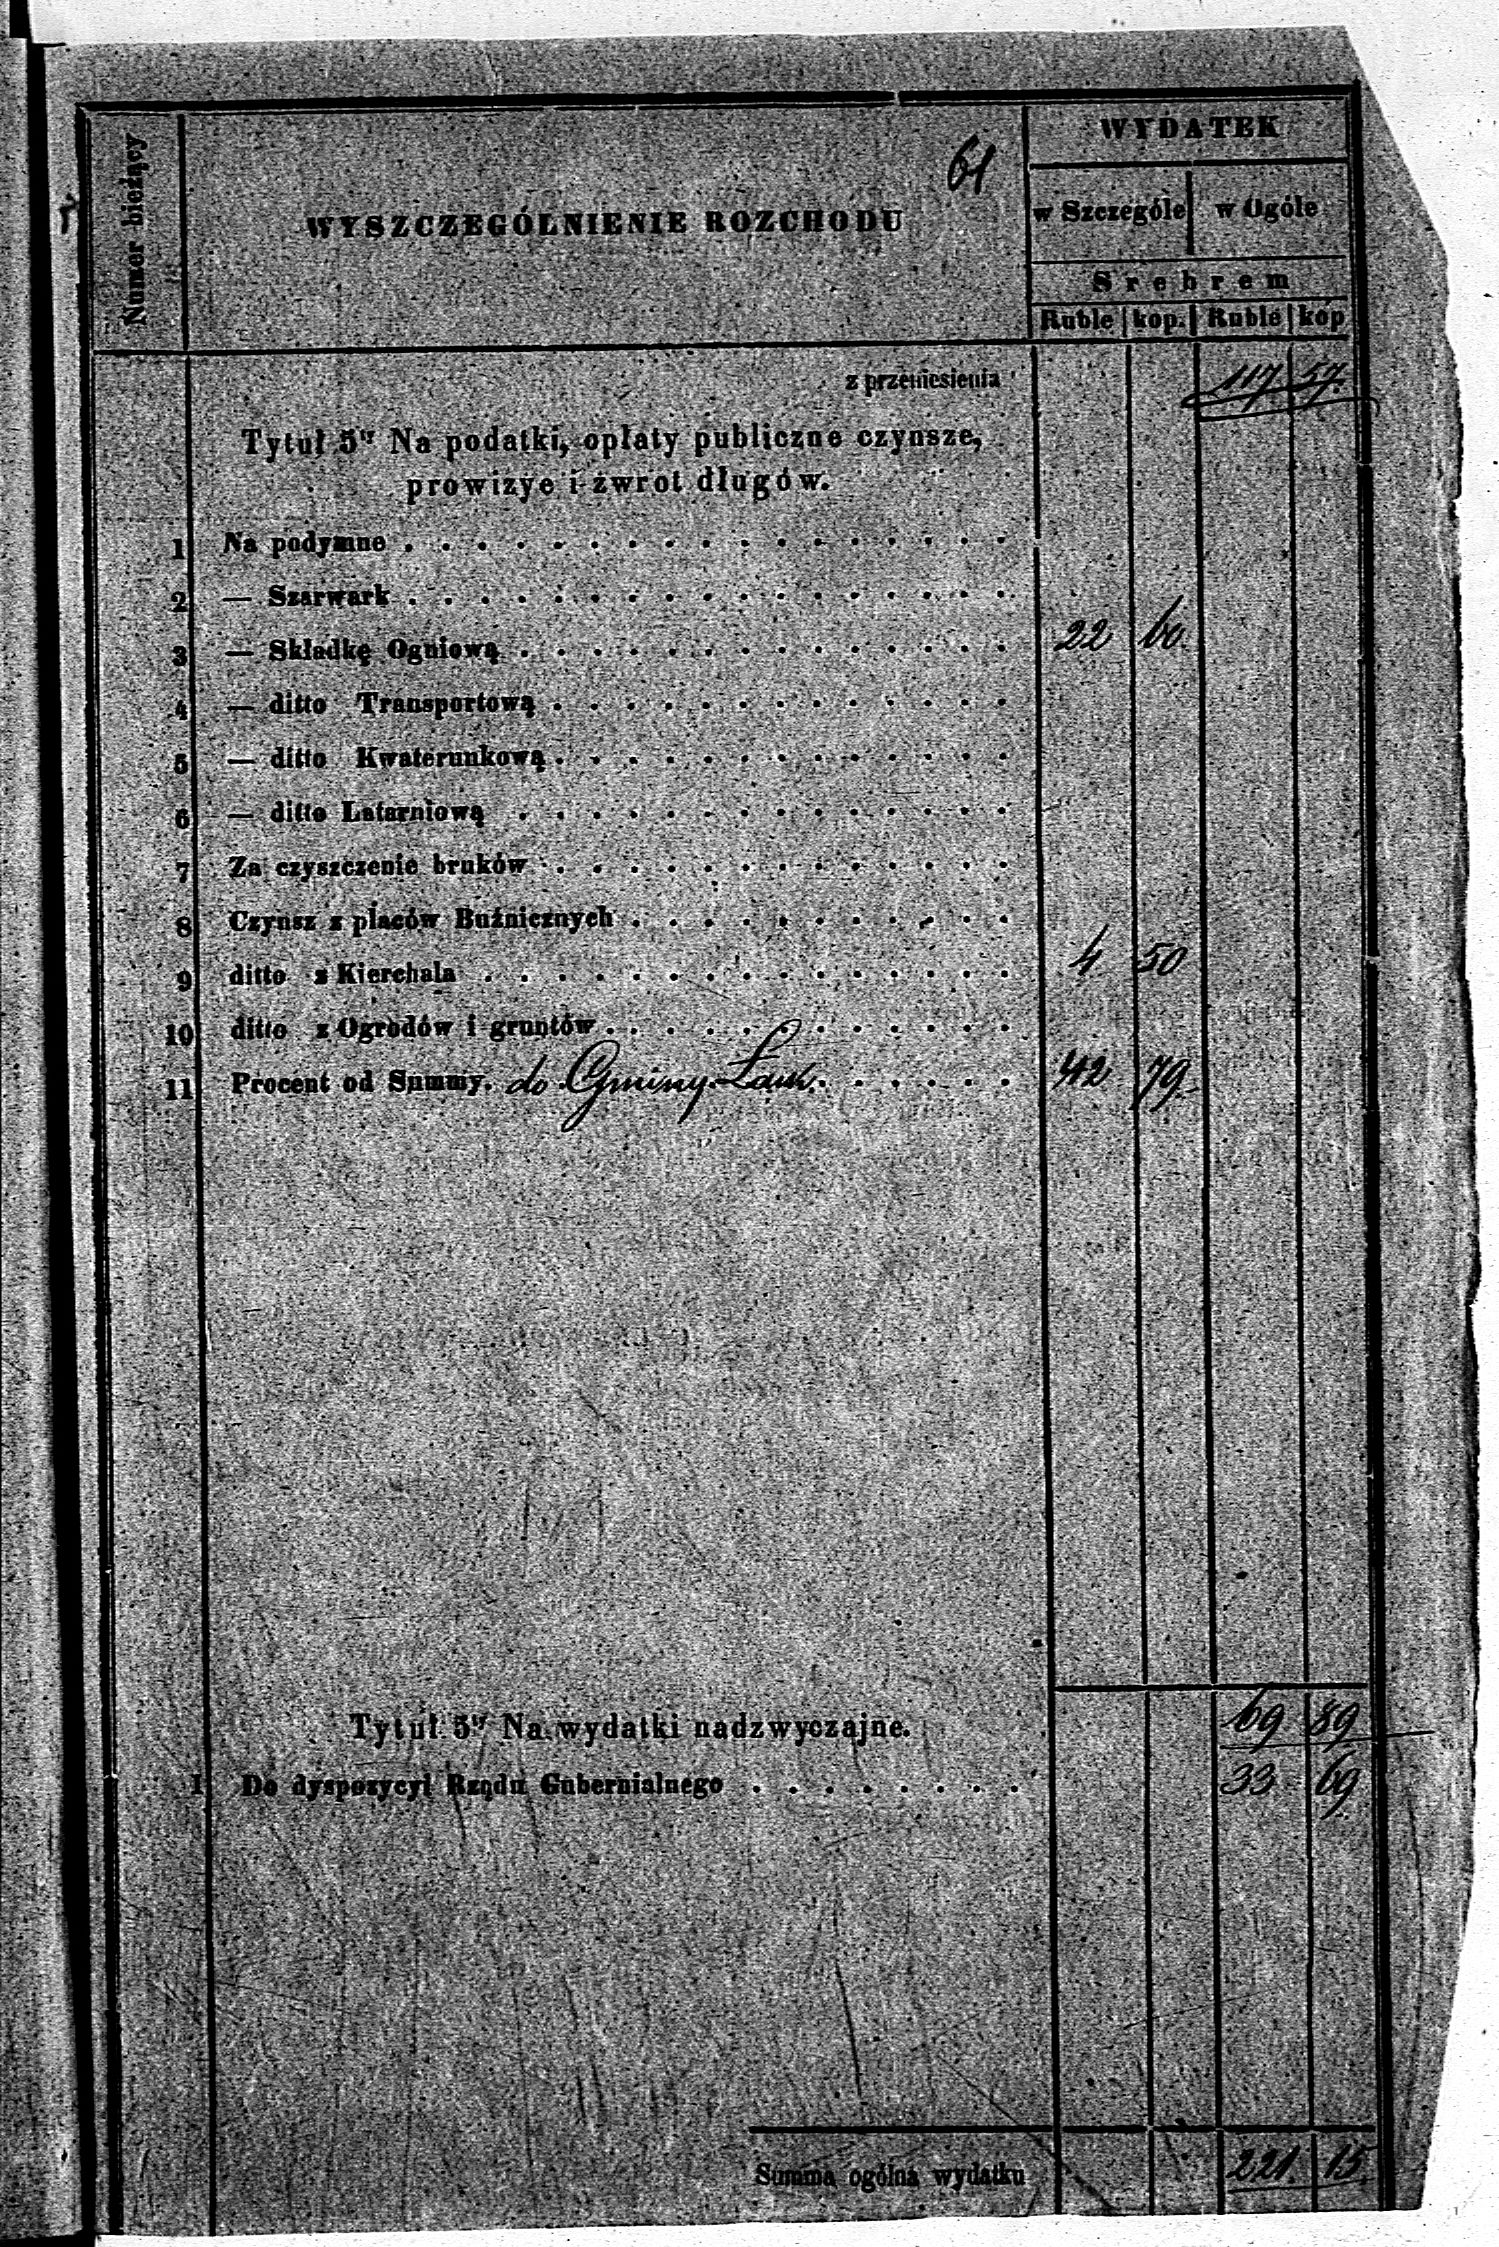 61
Numer bieżący
WYSZCZEGÓLNIENIE ROZCHODU
WYDATEK
w Szczególe w Ogóle
Srebrem
Ruble kop. Ruble kop
z przeniesienia 117 57
Tytuł 5ty Na podatki, opłaty publiczne czynsze,
prowizye i zwrot długów.
1 Na podymne
2 — Szarwark
3 — Składkę Ogniową 22 60
4 — ditto Transportową
5 — ditto Kwaterunkową
6 — ditto Latarniową
7 Za czyszczenie bruków
8 Czynsz z placów Bużnicznych
9 ditto z Kierchala 4 50
10 ditto z Ogrodów i gruntów
11 Procent od Summy. do Gminy 42 79
69 89
Tytuł 5ty Na wydatki nadzwyczajne.
1 Do dyspozycyi Rządu Gubernialnego 33 69
Summa ogólna wydatku 221 15